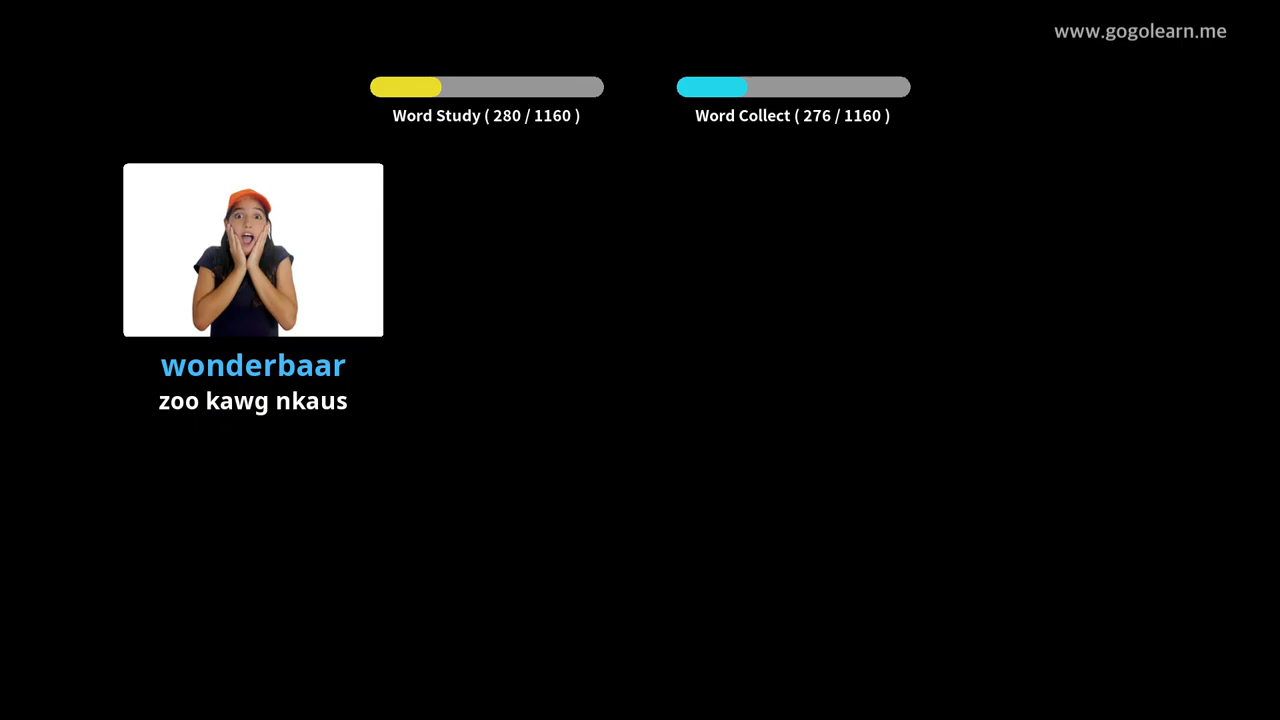 www.gogolearn.me
Word Study ( 280 / 1160 )
Word Collect ( 276 / 1160 )
wonderbaar
zoo kawg nkaus